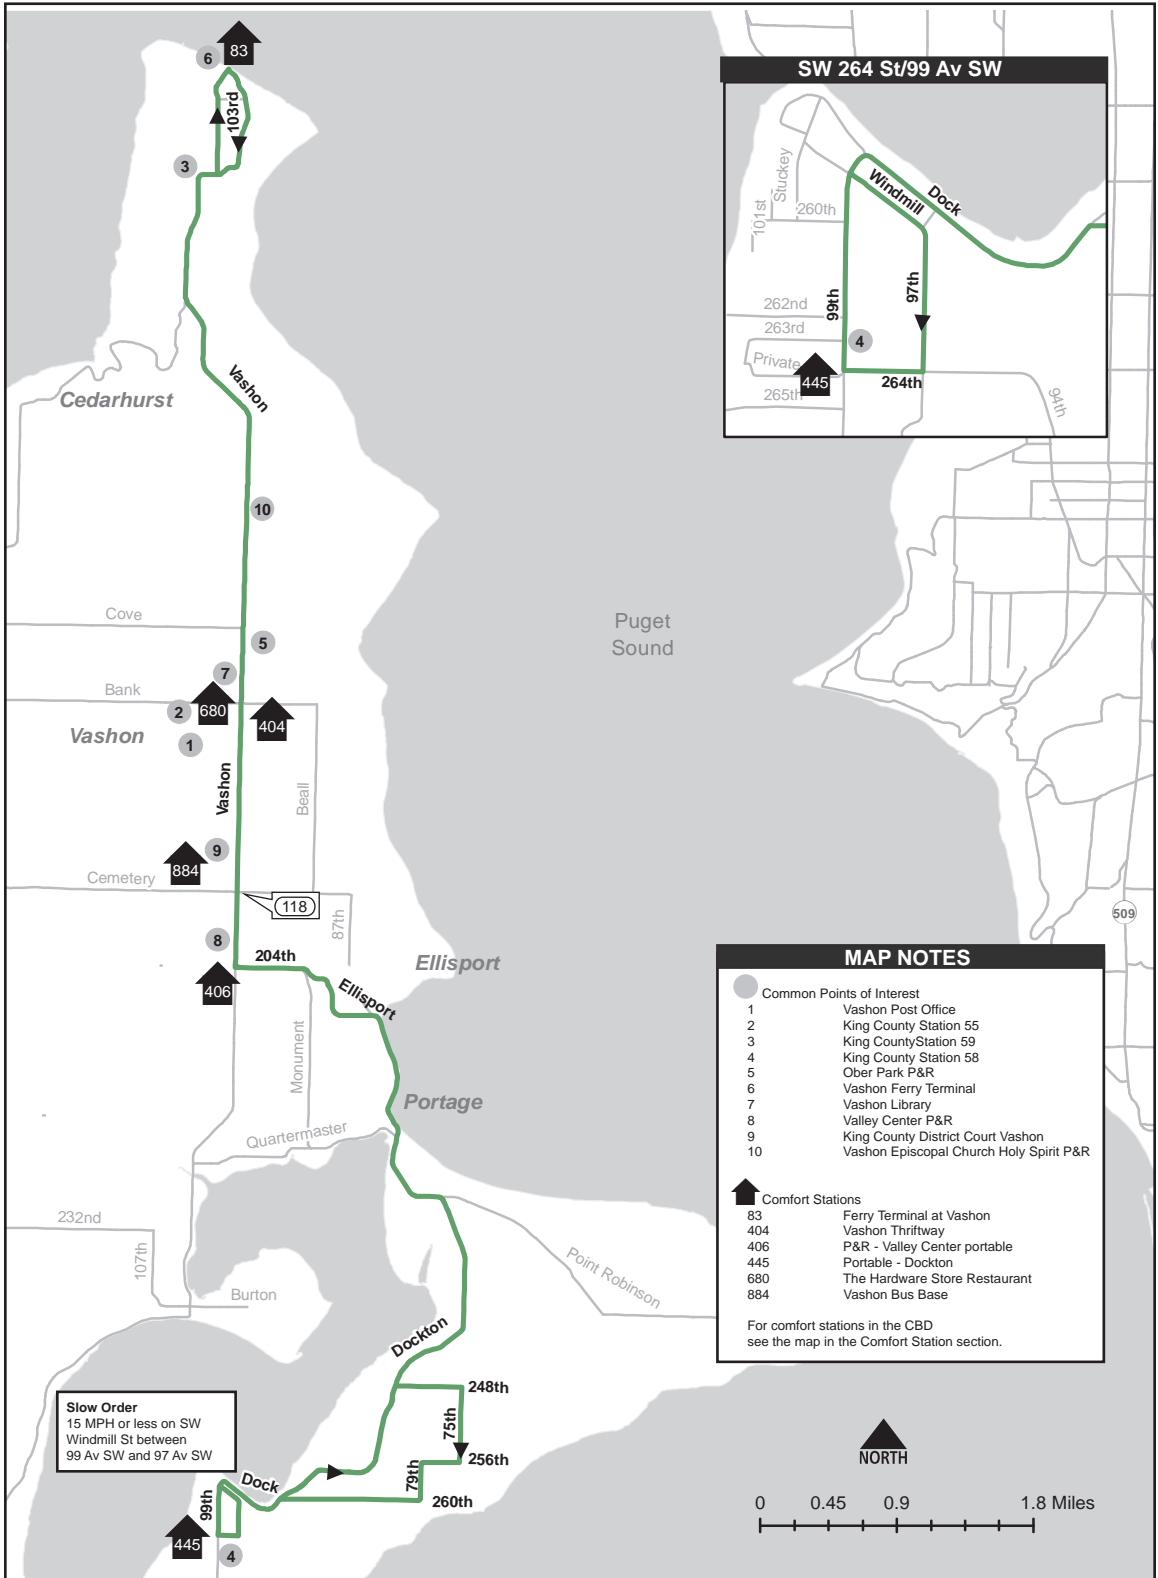 83
6
103rd
3
Vashon
Cedarhurst
10
Cove
5
7
Bank
680
404
2
Vashon
1
Vashon
Beall
9
884
Cemetery
118
87th
8
204th
406
Ellisport
Ellisport
Monument
Portage
Quartermaster
232nd
107th
Burton
Point Robinson
Dockton
248th
75th
256th
79th
260th
Dock
99th
445
4
Slow Order
15 MPH or less on SW
Windmill St between
99 Av SW and 97 Av SW
Puget
Sound
SW 264 St/99 Av SW
Stuckey
101st
260th
Windmill
Dock
99th
97th
262nd
263rd
4
Private
445
264th
265th
94th
509
MAP NOTES
Common Points of Interest
1 Vashon Post Office
2 King County Station 55
3 King CountyStation 59
4 King County Station 58
5 Ober Park P&R
6 Vashon Ferry Terminal
7 Vashon Library
8 Valley Center P&R
9 King County District Court Vashon
10 Vashon Episcopal Church Holy Spirit P&R
Comfort Stations
83 Ferry Terminal at Vashon
404 Vashon Thriftway
406 P&R - Valley Center portable
445 Portable - Dockton
680 The Hardware Store Restaurant
884 Vashon Bus Base
For comfort stations in the CBD
see the map in the Comfort Station section.
NORTH
0 0.45 0.9 1.8 Miles